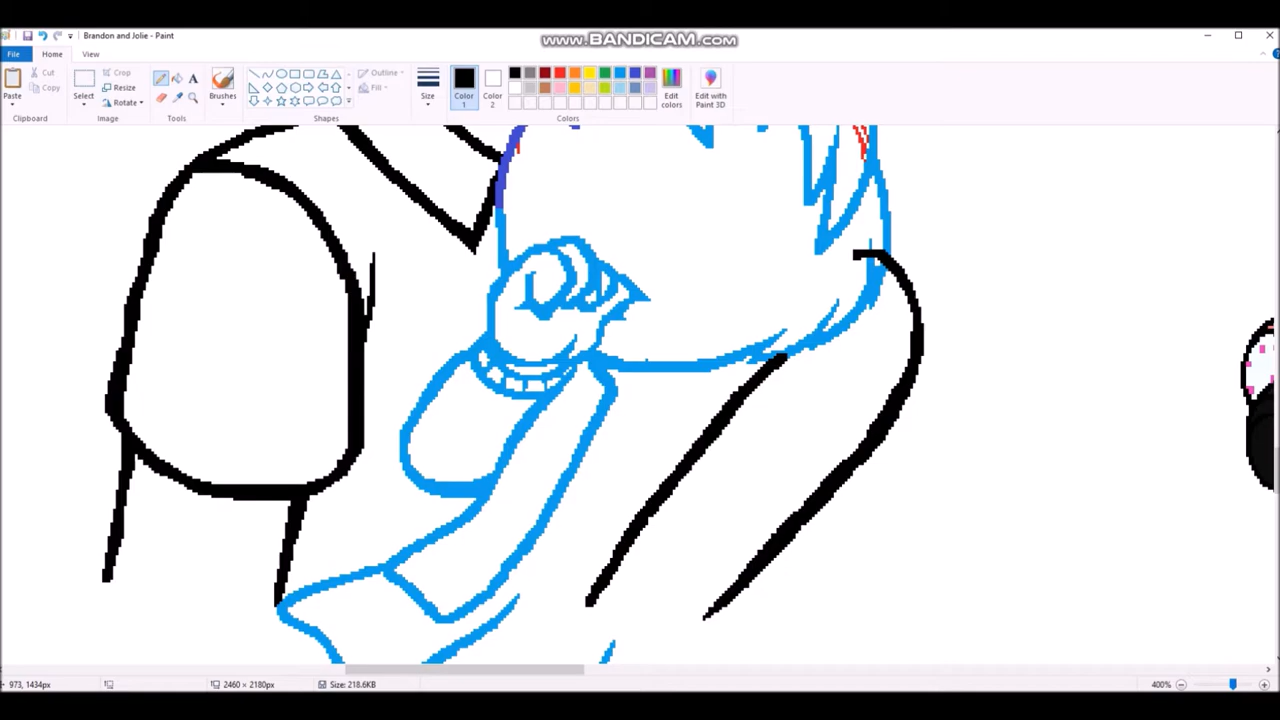 Brandon and Jolie - Paint
www.BANDICAM.com
File Home View
Paste Cut Copy Select Crop Resize Rotate A Brushes Outline Fill Size Color 1 Color 2 Edit colors Edit with Paint 3D
Clipboard Image Tools Shapes Colors
973, 1434px 2460 × 2180px Size: 218.6KB 400%